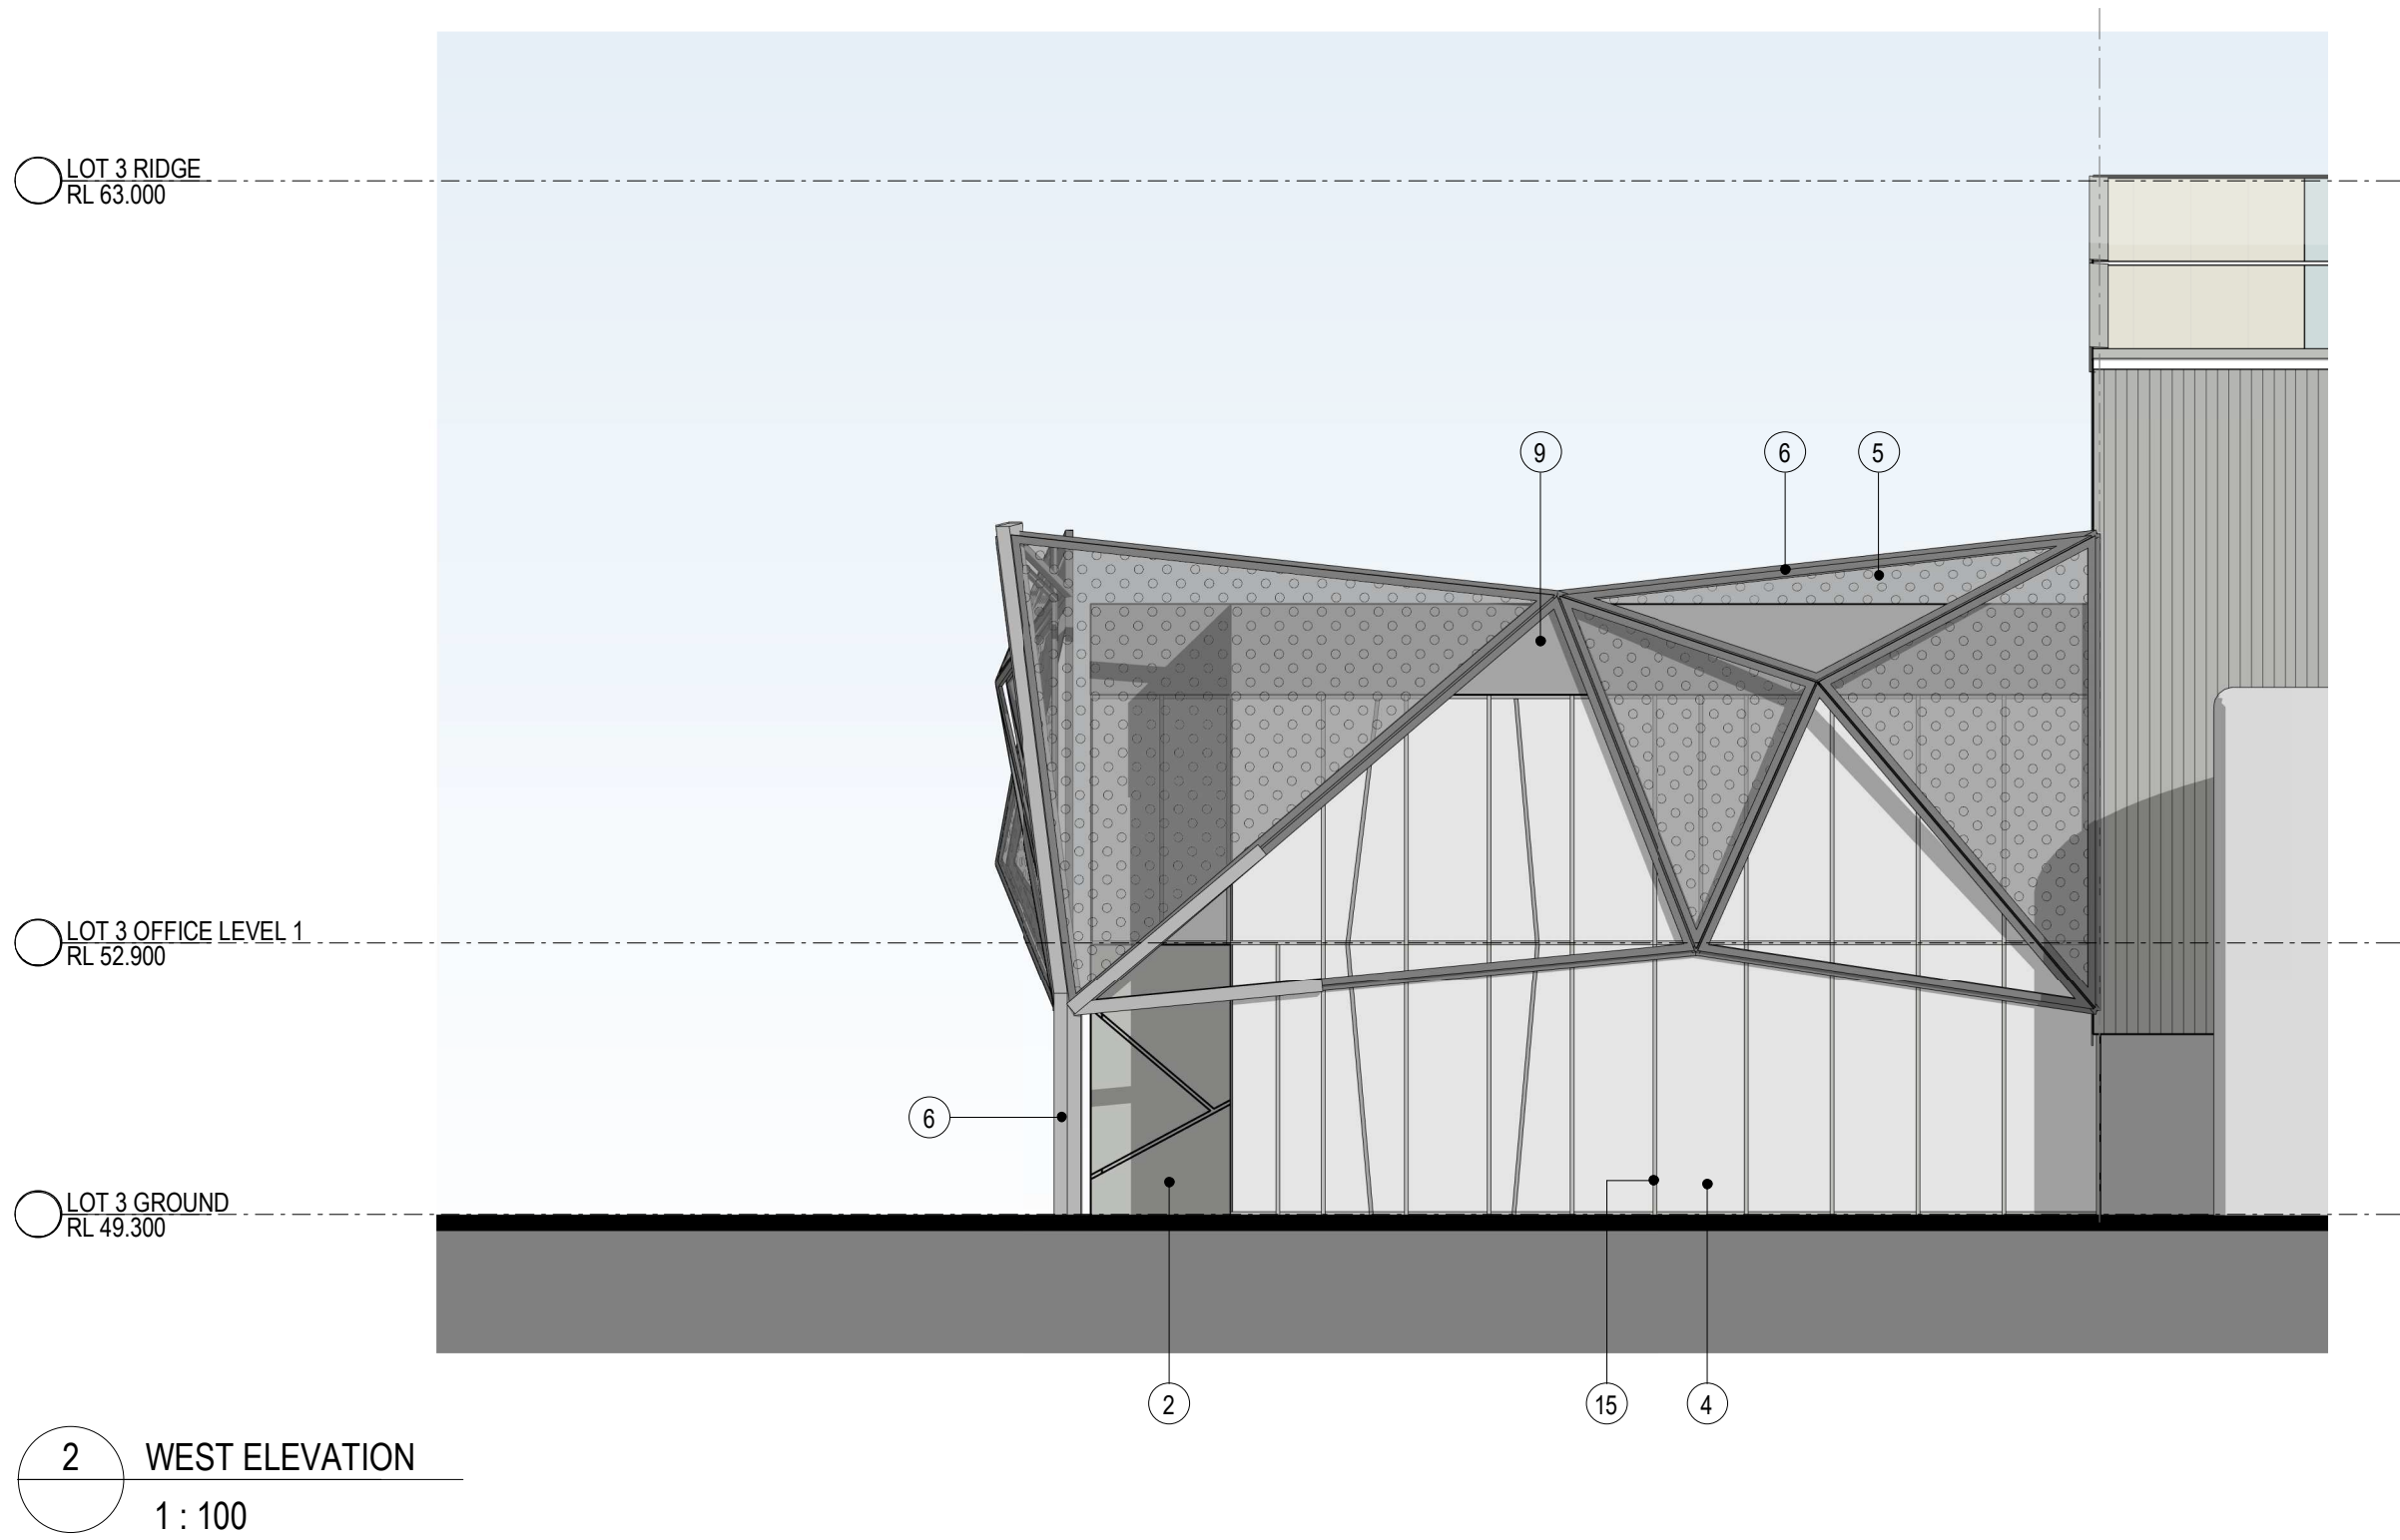 LOT 3 RIDGE
RL 63.000
9
6
5
LOT 3 OFFICE LEVEL 1
RL 52.900
6
LOT 3 GROUND
RL 49.300
2
15
4
2
WEST ELEVATION
1 : 100